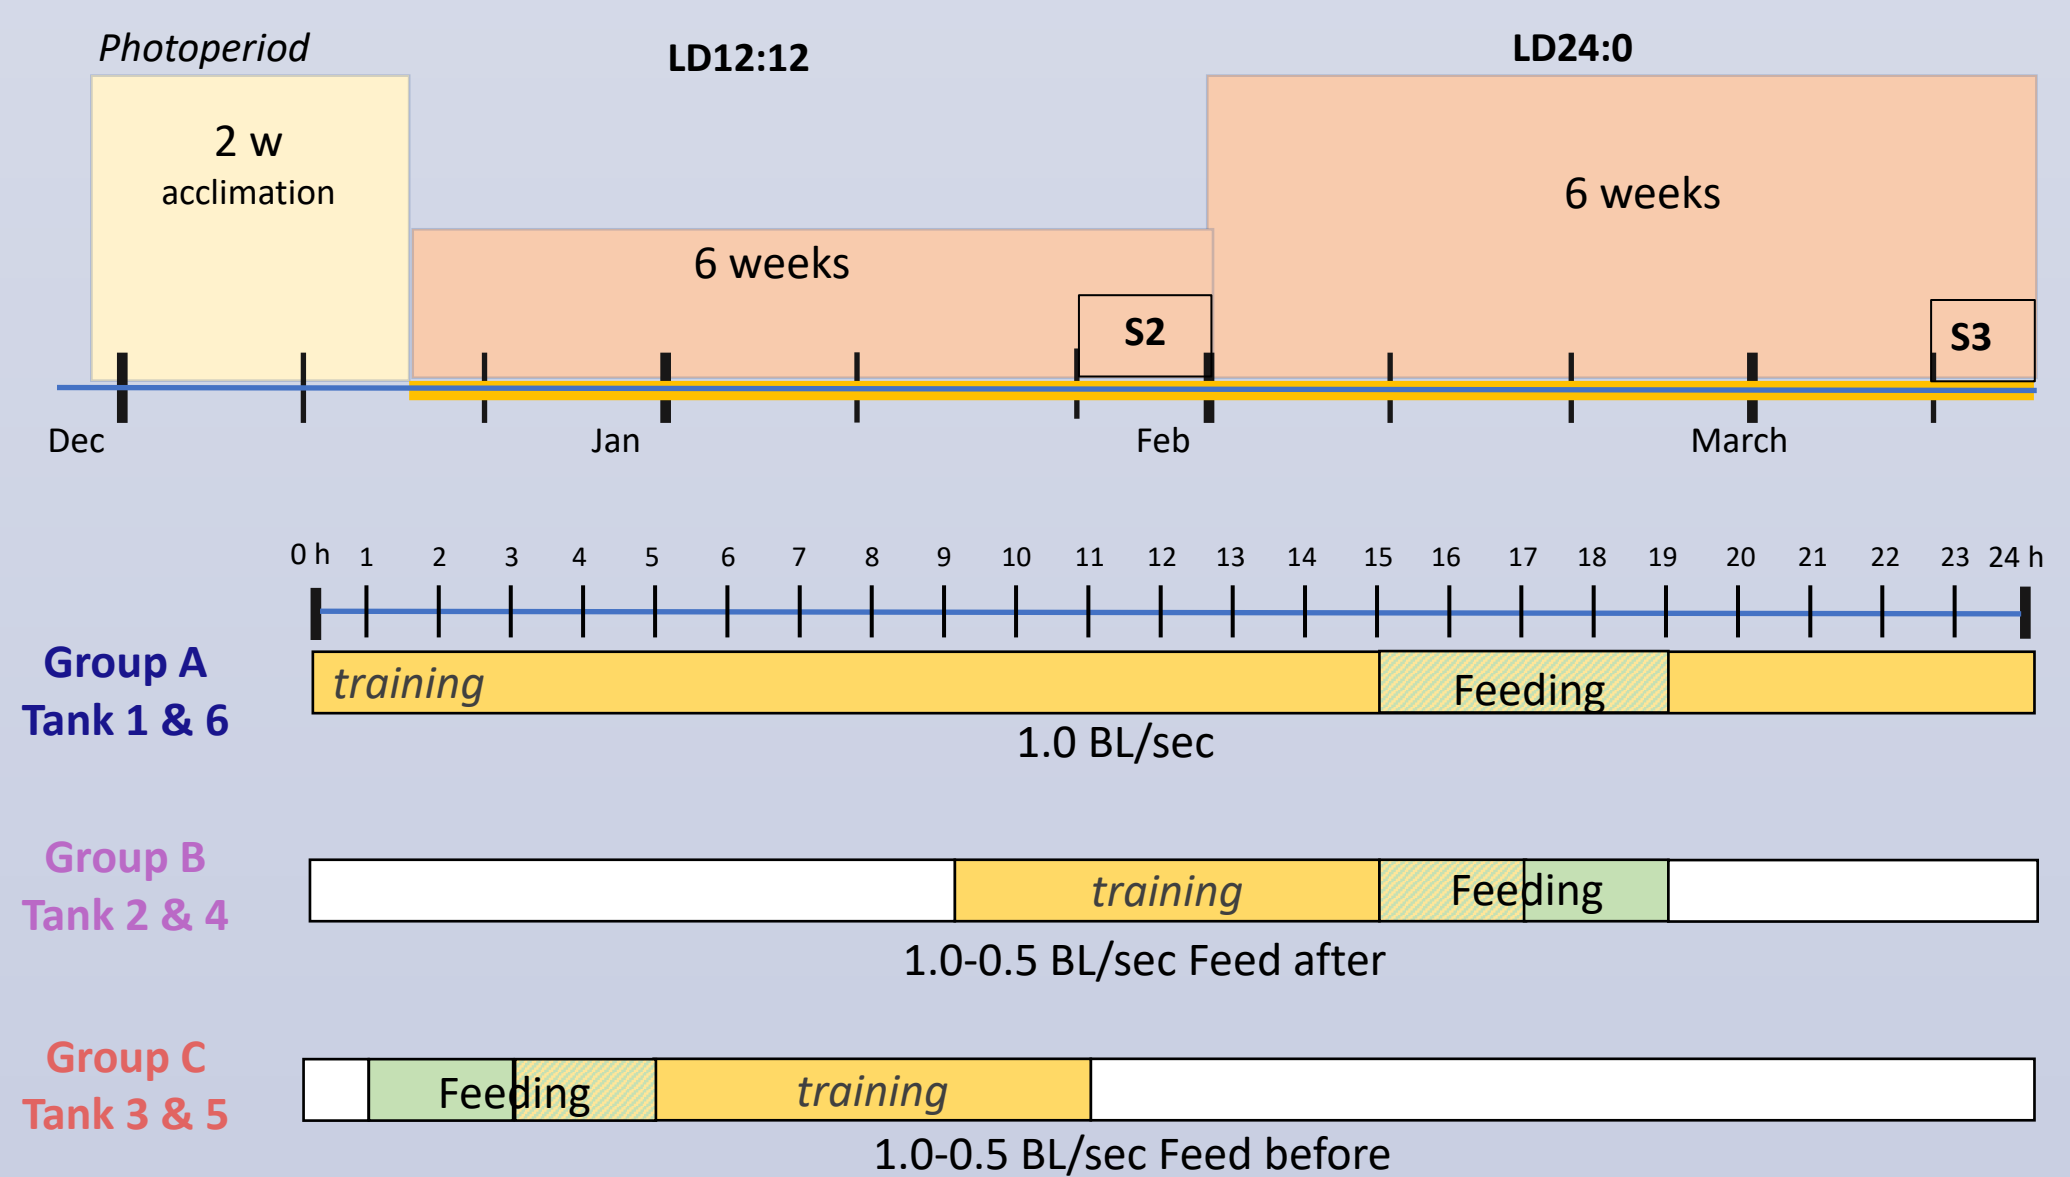 Photoperiod
LD12:12
LD24:0
2 w
acclimation
6 weeks
6 weeks
S2
S3
Dec
Jan
Feb
March
0 h 1 2 3 4 5 6 7 8 9 10 11 12 13 14 15 16 17 18 19 20 21 22 23 24 h
Group A
Tank 1 & 6
training
Feeding
1.0 BL/sec
Group B
Tank 2 & 4
training
Feeding
1.0-0.5 BL/sec Feed after
Group C
Tank 3 & 5
Feeding
training
1.0-0.5 BL/sec Feed before